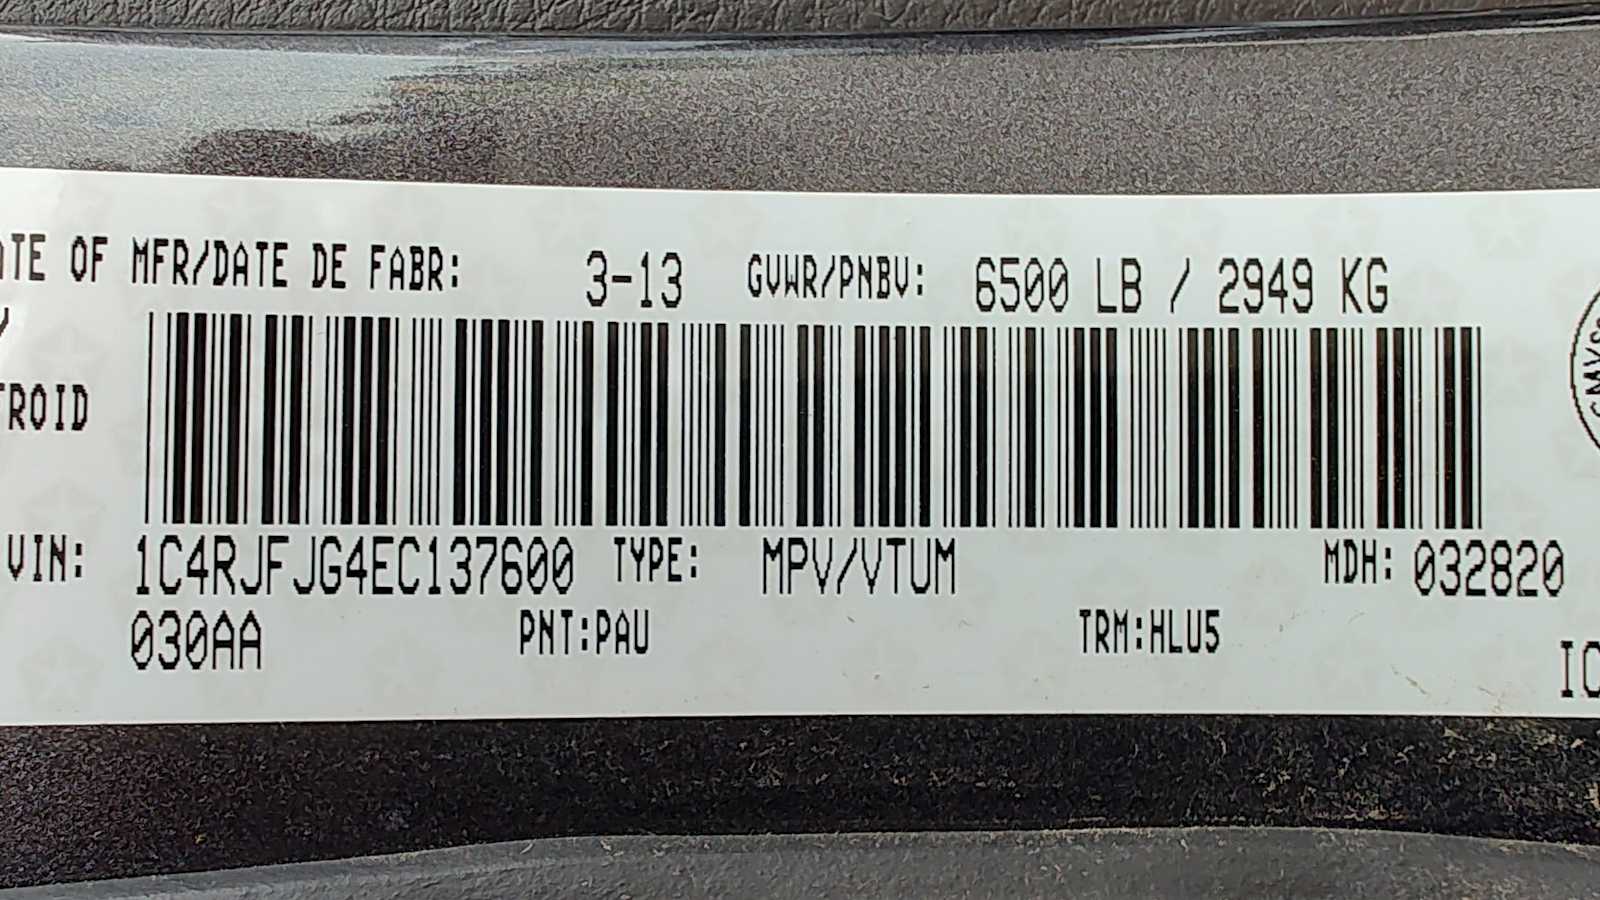 ATE OF MFR/DATE DE FABR: 3-13 GVWR/PNBV: 6500 LB / 2949 KG
TROID
VIN: 1C4RJFJG4EC137600 TYPE: MPV/VTUM MDH: 032820
030AA PNT:PAU TRM:HLU5